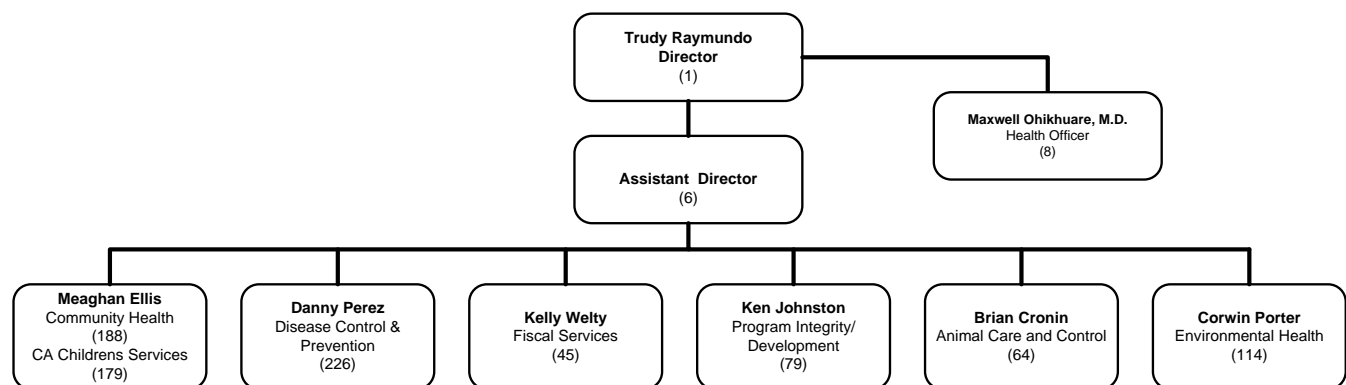 Trudy Raymundo
Director
(1)
Maxwell Ohikhuare, M.D.
Health Officer
(8)
Assistant Director
(6)
Meaghan Ellis
Community Health
(188)
CA Childrens Services
(179)
Danny Perez
Disease Control &
Prevention
(226)
Kelly Welty
Fiscal Services
(45)
Ken Johnston
Program Integrity/
Development
(79)
Brian Cronin
Animal Care and Control
(64)
Corwin Porter
Environmental Health
(114)